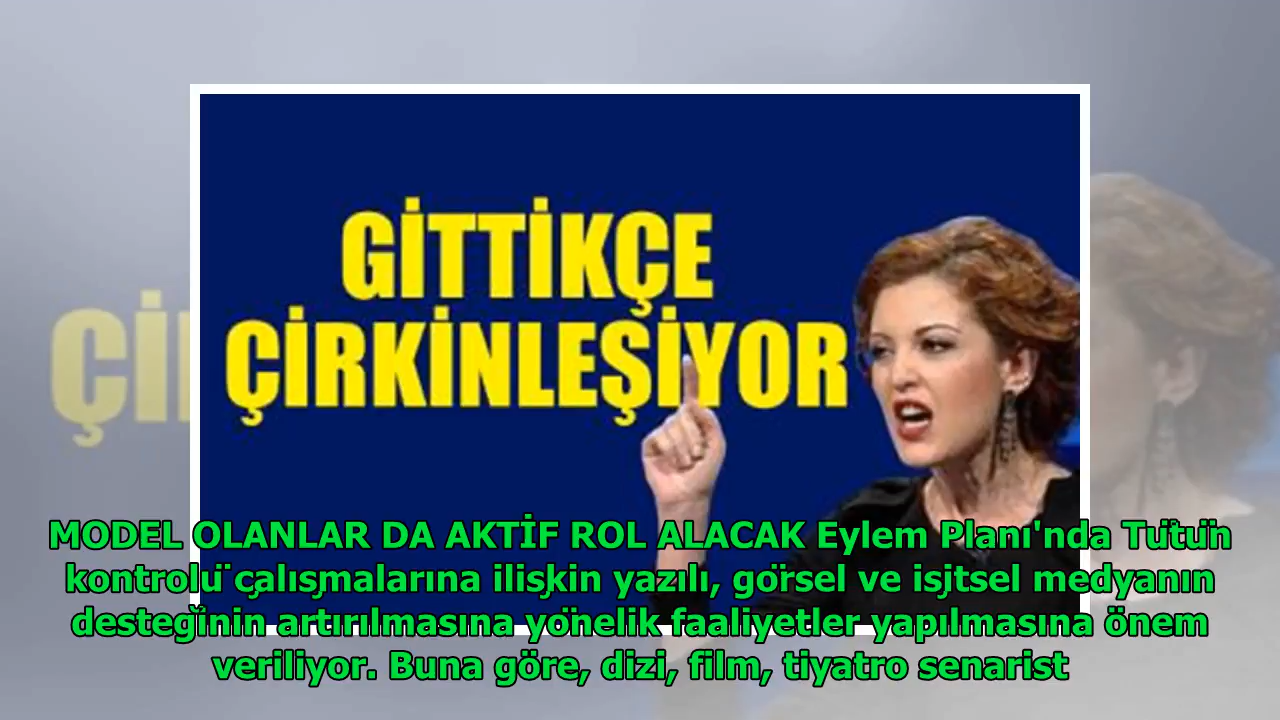 GİTTİKÇE
ÇİRKİNLEŞİYOR
MODEL OLANLAR DA AKTİF ROL ALACAK Eylem Planı'nda Tütün
kontrolü çalışmalarına ilişkin yazılı, görsel ve işitsel medyanın
desteğinin artırılmasına yönelik faaliyetler yapılmasına önem
veriliyor. Buna göre, dizi, film, tiyatro senarist